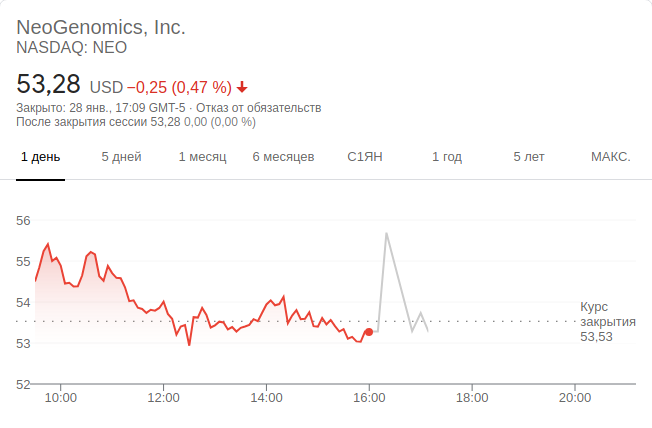 NeoGenomics, Inc.
NASDAQ: NEO
53,28 USD −0,25 (0,47 %)
Закрыто: 28 янв., 17:09 GMT-5 · Отказ от обязательств
После закрытия сессии 53,28 0,00 (0,00 %)
1 день 5 дней 1 месяц 6 месяцев С1ЯН 1 год 5 лет МАКС.
56
55
54
53
52
Курс
закрытия
53,53
10:00 12:00 14:00 16:00 18:00 20:00